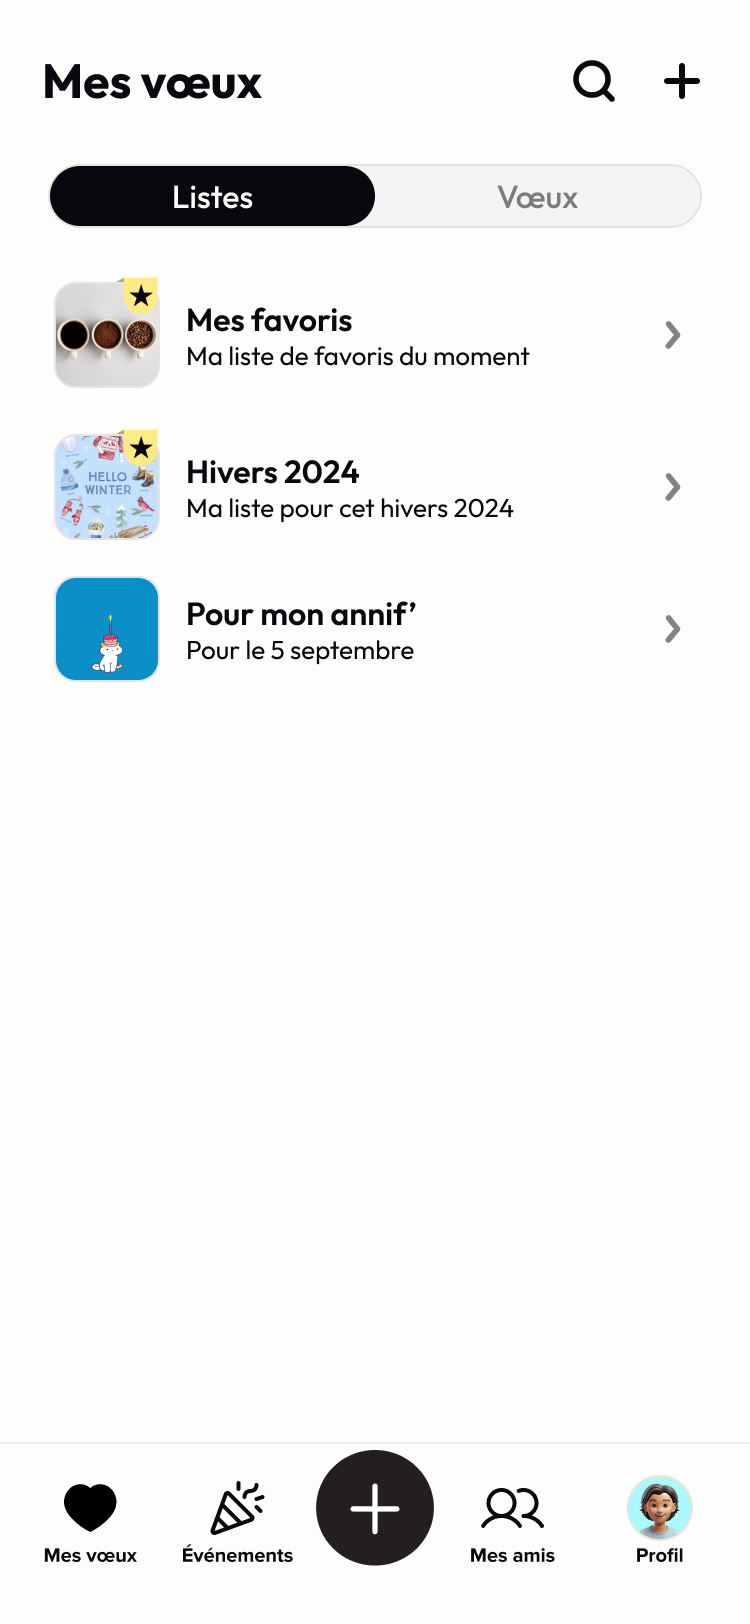 Mes vœux
Listes
Vœux
Mes favoris
Ma liste de favoris du moment
HELLO
WINTER
Hivers 2024
Ma liste pour cet hivers 2024
Pour mon annif’
Pour le 5 septembre
Mes vœux
Événements
Mes amis
Profil